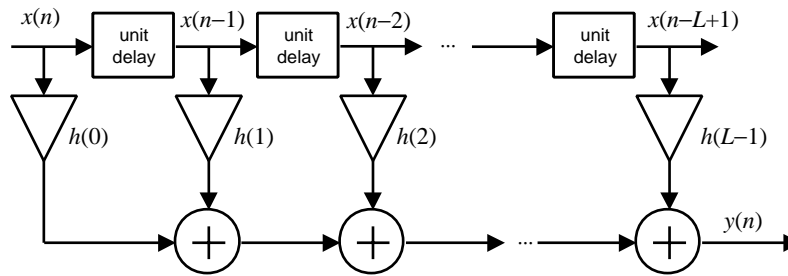 x(n) unit delay x(n−1) unit delay x(n−2) ... unit delay x(n-L+1)
h(0) h(1) h(2) h(L−1)
+ + ... + y(n)